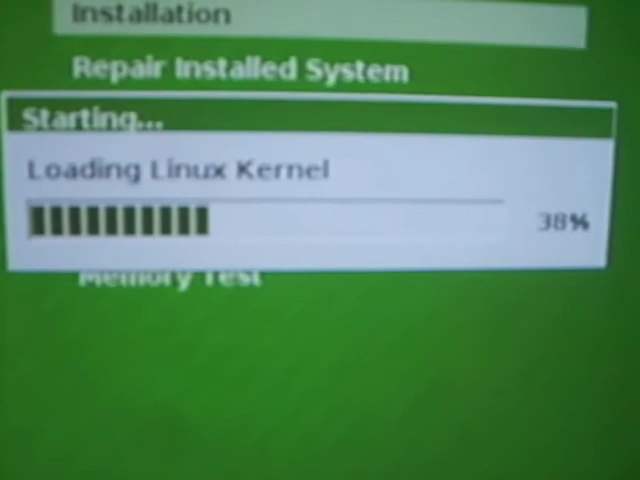 Installation
Repair Installed System
Starting...
Loading Linux Kernel
38%
Memory Test